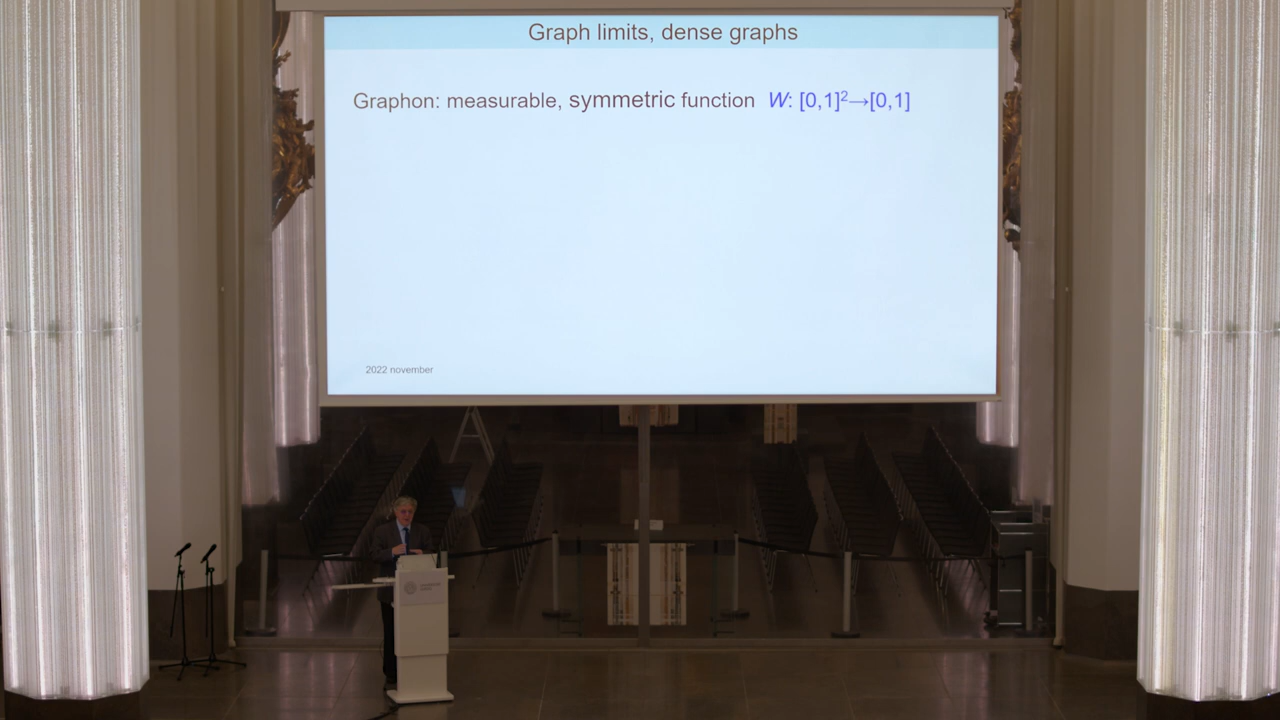 Graph limits, dense graphs
Graphon: measurable, symmetric function W: [0,1]²→[0,1]
2022 november